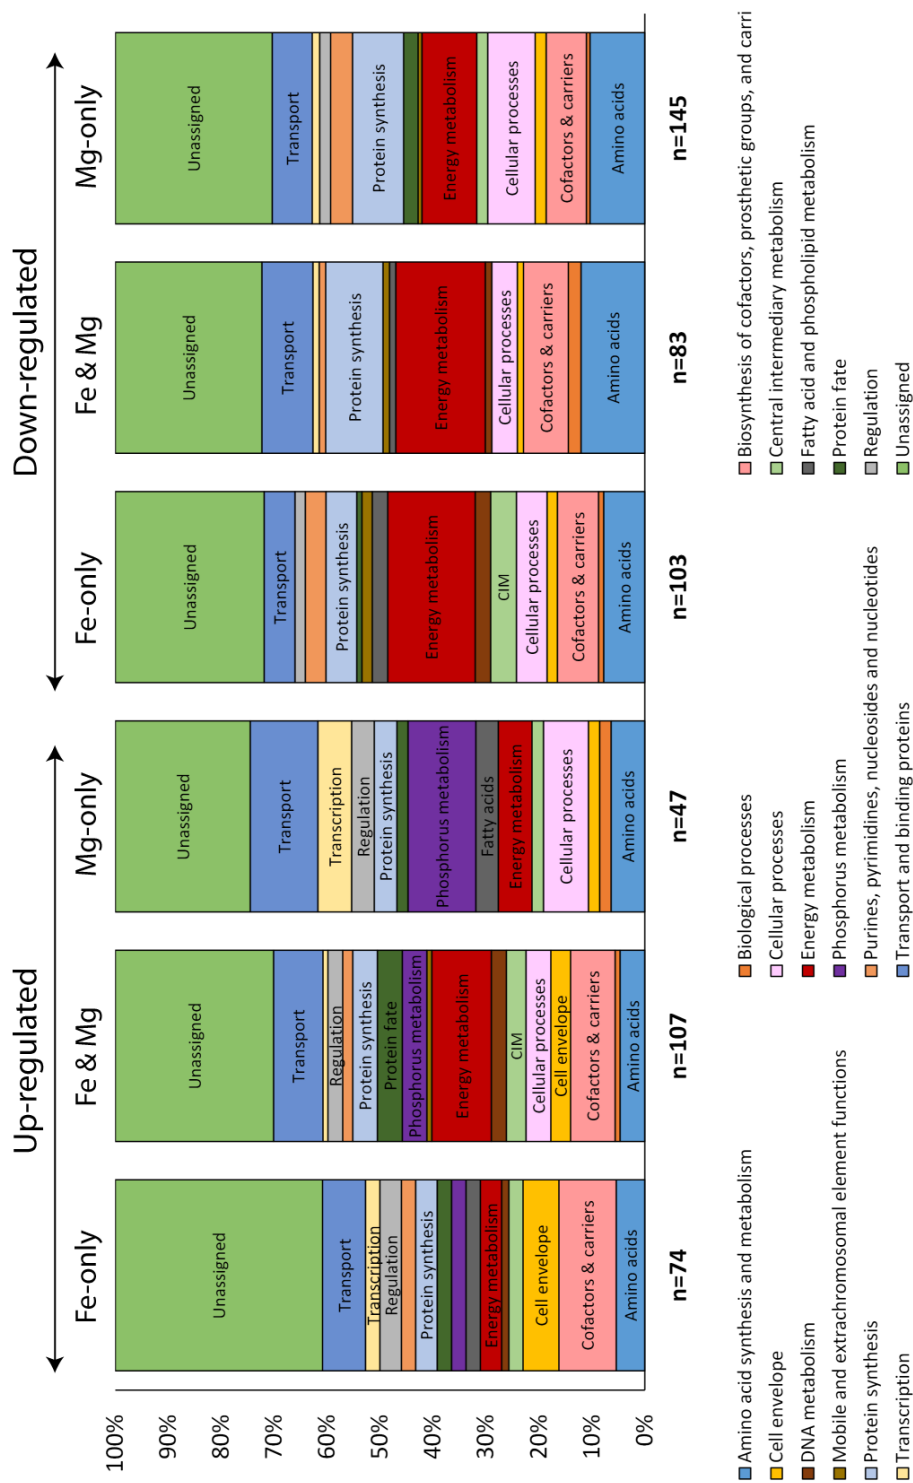 Up-regulated
Down-regulated
Fe-only
Fe & Mg
Mg-only
Fe-only
Fe & Mg
Mg-only
100%
90%
80%
70%
60%
50%
40%
30%
20%
10%
0%
Unassigned
Transport
Transcription
Regulation
Protein synthesis
Energy metabolism
Cell envelope
Cofactors & carriers
Amino acids
Unassigned
Transport
Regulation
Protein synthesis
Protein fate
Phosphorus metabolism
Energy metabolism
CIM
Cellular processes
Cell envelope
Cofactors & carriers
Amino acids
Unassigned
Transport
Transcription
Regulation
Protein synthesis
Phosphorus metabolism
Fatty acids
Energy metabolism
Cellular processes
Amino acids
Unassigned
Transport
Protein synthesis
Energy metabolism
CIM
Cellular processes
Cofactors & carriers
Amino acids
Unassigned
Transport
Protein synthesis
Energy metabolism
Cellular processes
Cofactors & carriers
Amino acids
Unassigned
Transport
Protein synthesis
Energy metabolism
Cellular processes
Cofactors & carriers
Amino acids
n=74
n=107
n=47
n=103
n=83
n=145
Amino acid synthesis and metabolism
Biological processes
Biosynthesis of cofactors, prosthetic groups, and carri
Cell envelope
Cellular processes
Central intermediary metabolism
DNA metabolism
Energy metabolism
Fatty acid and phospholipid metabolism
Mobile and extrachromosomal element functions
Phosphorus metabolism
Protein fate
Protein synthesis
Purines, pyrimidines, nucleosides and nucleotides
Regulation
Transcription
Transport and binding proteins
Unassigned